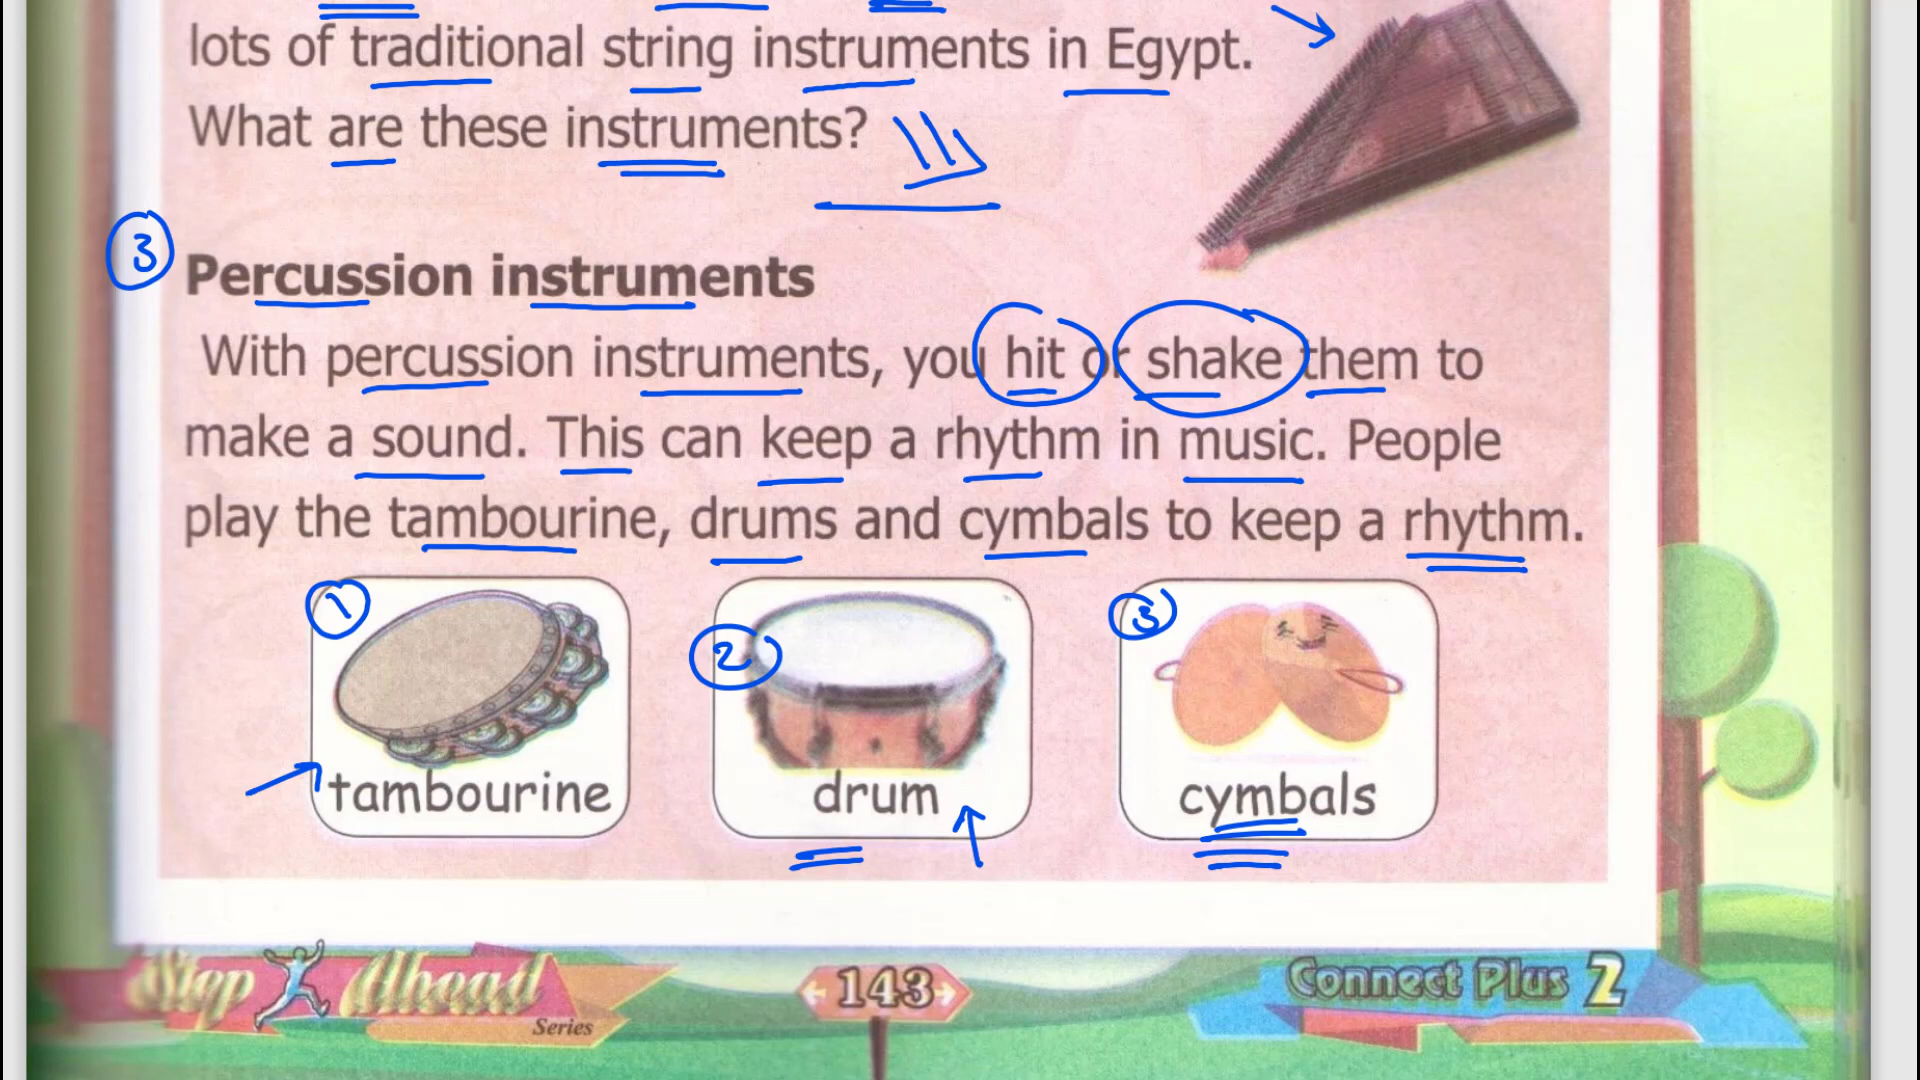 lots of traditional string instruments in Egypt.
What are these instruments?
3
Percussion instruments
With percussion instruments, you hit or shake them to
make a sound. This can keep a rhythm in music. People
play the tambourine, drums and cymbals to keep a rhythm.
1
2
3
tambourine
drum
cymbals
Step Ahead
Series
143
Connect Plus 2